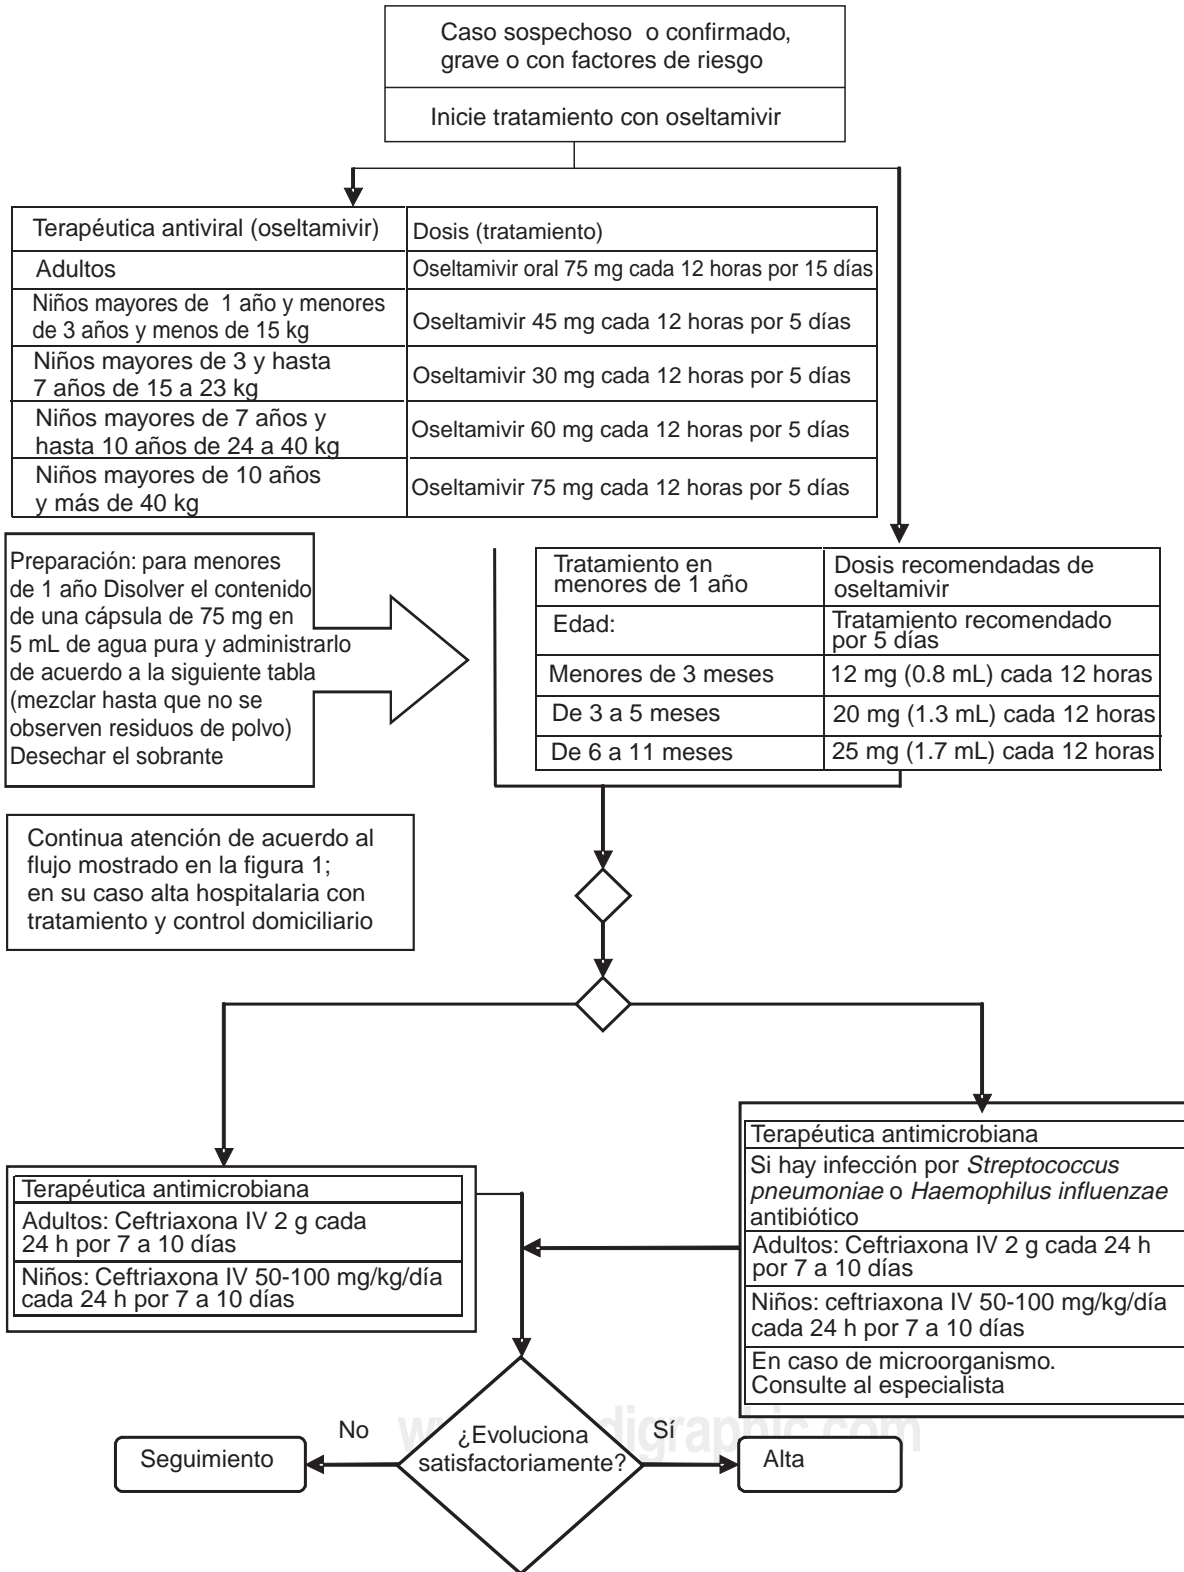 Caso sospechoso o confirmado,
grave o con factores de riesgo
Inicie tratamiento con oseltamivir
Terapéutica antiviral (oseltamivir)
Dosis (tratamiento)
Adultos
Oseltamivir oral 75 mg cada 12 horas por 15 días
Niños mayores de 1 año y menores
de 3 años y menos de 15 kg
Oseltamivir 45 mg cada 12 horas por 5 días
Niños mayores de 3 y hasta
7 años de 15 a 23 kg
Oseltamivir 30 mg cada 12 horas por 5 días
Niños mayores de 7 años y
hasta 10 años de 24 a 40 kg
Oseltamivir 60 mg cada 12 horas por 5 días
Niños mayores de 10 años
y más de 40 kg
Oseltamivir 75 mg cada 12 horas por 5 días
Preparación: para menores
de 1 año Disolver el contenido
de una cápsula de 75 mg en
5 mL de agua pura y administrarlo
de acuerdo a la siguiente tabla
(mezclar hasta que no se
observen residuos de polvo)
Desechar el sobrante
Tratamiento en
menores de 1 año
Dosis recomendadas de
oseltamivir
Edad:
Tratamiento recomendado
por 5 días
Menores de 3 meses
12 mg (0.8 mL) cada 12 horas
De 3 a 5 meses
20 mg (1.3 mL) cada 12 horas
De 6 a 11 meses
25 mg (1.7 mL) cada 12 horas
Continua atención de acuerdo al
flujo mostrado en la figura 1;
en su caso alta hospitalaria con
tratamiento y control domiciliario
Terapéutica antimicrobiana
Adultos: Ceftriaxona IV 2 g cada
24 h por 7 a 10 días
Niños: Ceftriaxona IV 50-100 mg/kg/día
cada 24 h por 7 a 10 días
Terapéutica antimicrobiana
Si hay infección por Streptococcus
pneumoniae o Haemophilus influenzae
antibiótico
Adultos: Ceftriaxona IV 2 g cada 24 h
por 7 a 10 días
Niños: ceftriaxona IV 50-100 mg/kg/día
cada 24 h por 7 a 10 días
En caso de microorganismo.
Consulte al especialista
¿Evoluciona
satisfactoriamente?
No
Sí
Seguimiento
Alta